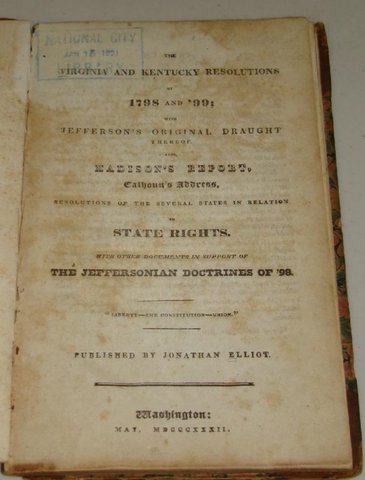 NATIONAL CITY
LIBRARY
THE
VIRGINIA AND KENTUCKY RESOLUTIONS
OF
1798 AND '99;
WITH
JEFFERSON'S ORIGINAL DRAUGHT
THEREOF.
ALSO,
MADISON'S REPORT,
Calhoun's Address,
RESOLUTIONS OF THE SEVERAL STATES IN RELATION
TO
STATE RIGHTS.
WITH OTHER DOCUMENTS IN SUPPORT OF
THE JEFFERSONIAN DOCTRINES OF '98.
"LIBERTY—THE CONSTITUTION—UNION."
PUBLISHED BY JONATHAN ELLIOT.
Washington:
MAY, MDCCCXXXII.